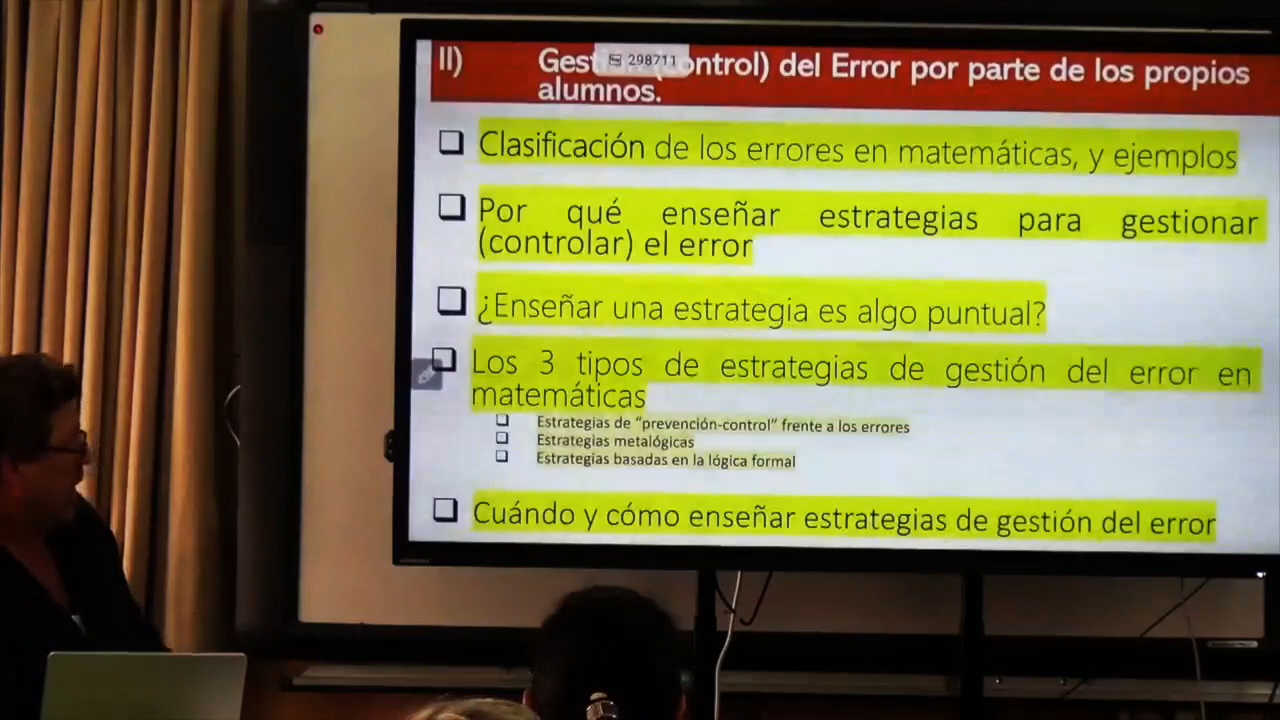 II) Gestión (control) del Error por parte de los propios
alumnos.
298711
Clasificación de los errores en matemáticas, y ejemplos
Por qué enseñar estrategias para gestionar
(controlar) el error
¿Enseñar una estrategia es algo puntual?
Los 3 tipos de estrategias de gestión del error en
matemáticas
Estrategias de “prevención-control” frente a los errores
Estrategias metalógicas
Estrategias basadas en la lógica formal
Cuándo y cómo enseñar estrategias de gestión del error